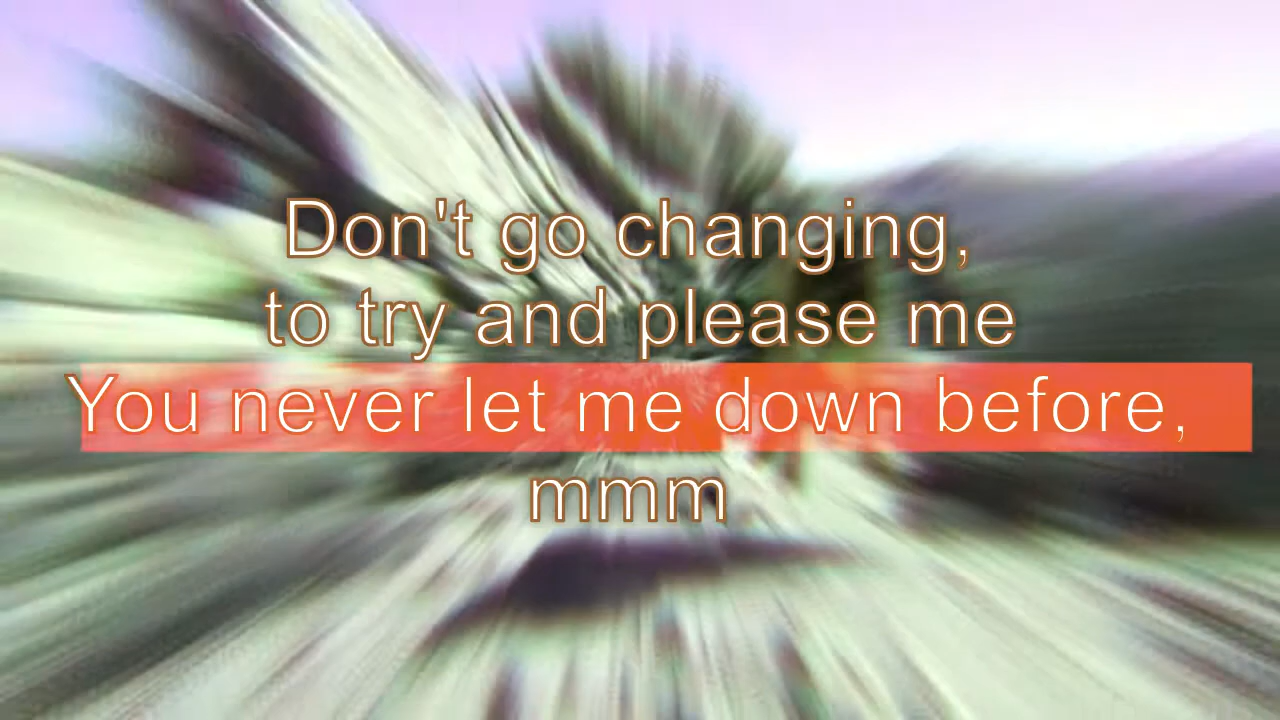 Don't go changing,
to try and please me
You never let me down before,
mmm